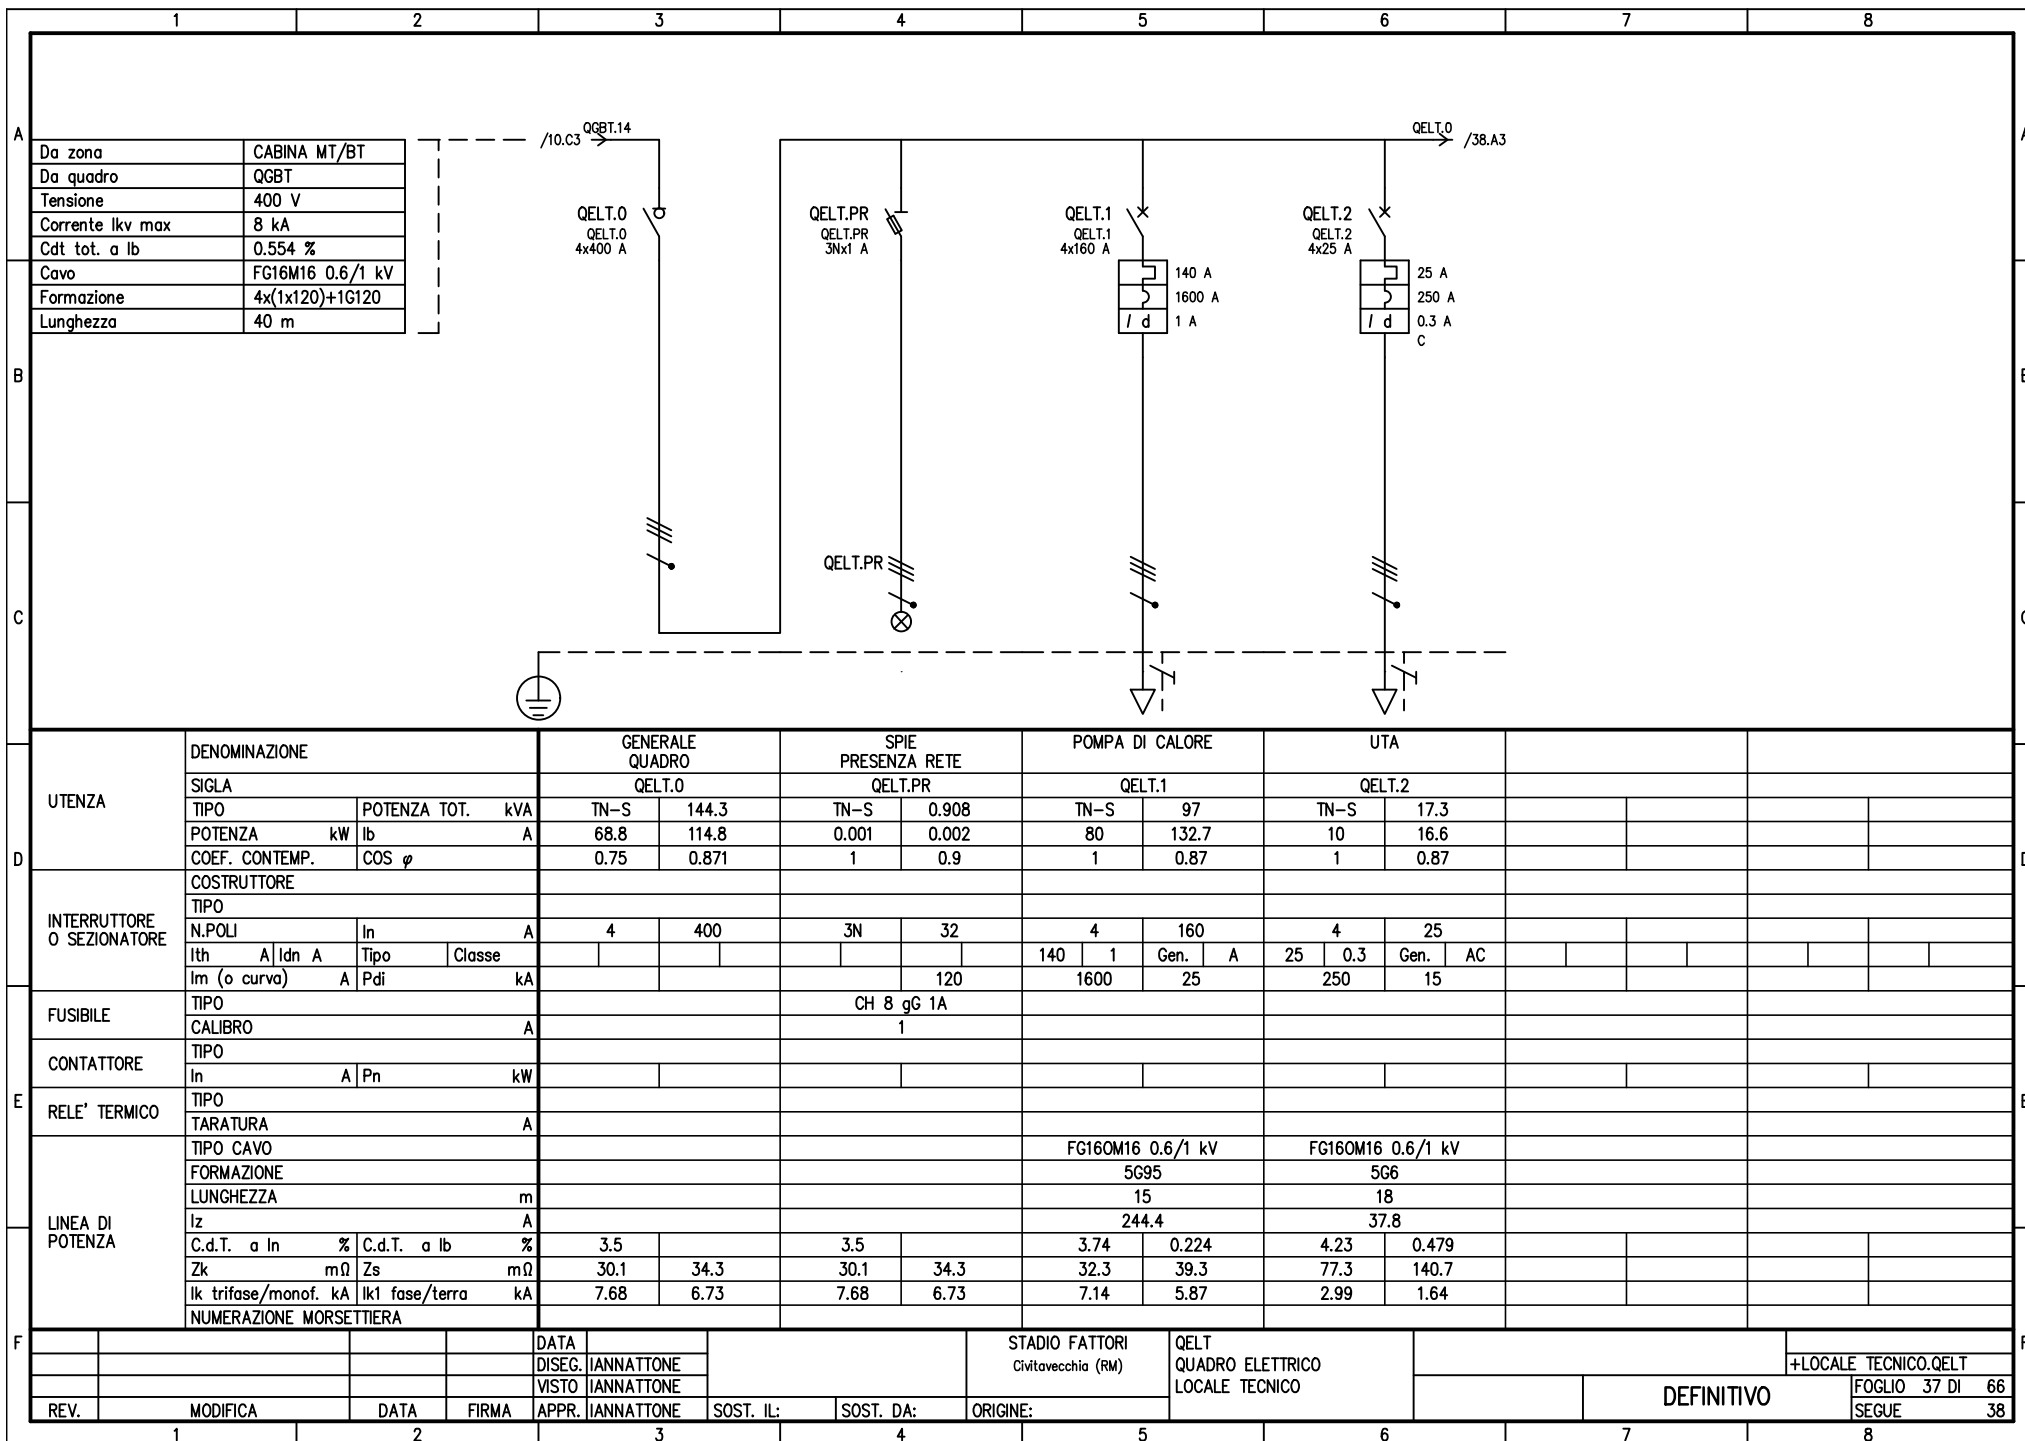 1 2 3 4 5 6 7 8
A
Da zona CABINA MT/BT
Da quadro QGBT
Tensione 400 V
Corrente Ikv max 8 kA
Cdt tot. a Ib 0.554 %
Cavo FG16M16 0.6/1 kV
Formazione 4x(1x120)+1G120
Lunghezza 40 m
/10.C3 QGBT.14
QELT.0 /38.A3
QELT.0
QELT.0
4x400 A
QELT.PR
QELT.PR
3Nx1 A
QELT.1
QELT.1
4x160 A
140 A
1600 A
I d 1 A
QELT.2
QELT.2
4x25 A
25 A
250 A
I d 0.3 A
C
B
QELT.PR
C
UTENZA
DENOMINAZIONE GENERALE QUADRO SPIE PRESENZA RETE POMPA DI CALORE UTA
SIGLA QELT.0 QELT.PR QELT.1 QELT.2
TIPO POTENZA TOT. kVA TN-S 144.3 TN-S 0.908 TN-S 97 TN-S 17.3
POTENZA kW Ib A 68.8 114.8 0.001 0.002 80 132.7 10 16.6
D
COEF. CONTEMP. COS φ 0.75 0.871 1 0.9 1 0.87 1 0.87
INTERRUTTORE
O SEZIONATORE
COSTRUTTORE
TIPO
N.POLI In A 4 400 3N 32 4 160 4 25
Ith A Idn A Tipo Classe 140 1 Gen. A 25 0.3 Gen. AC
Im (o curva) A Pdi kA 120 1600 25 250 15
FUSIBILE
TIPO CH 8 gG 1A
CALIBRO A 1
CONTATTORE
TIPO
In A Pn kW
E
RELE' TERMICO
TIPO
TARATURA A
LINEA DI
POTENZA
TIPO CAVO FG16OM16 0.6/1 kV FG16OM16 0.6/1 kV
FORMAZIONE 5G95 5G6
LUNGHEZZA m 15 18
Iz A 244.4 37.8
C.d.T. a In % C.d.T. a Ib % 3.5 3.5 3.74 0.224 4.23 0.479
Zk mΩ Zs mΩ 30.1 34.3 30.1 34.3 32.3 39.3 77.3 140.7
Ik trifase/monof. kA Ik1 fase/terra kA 7.68 6.73 7.68 6.73 7.14 5.87 2.99 1.64
NUMERAZIONE MORSETTIERA
F
DATA
DISEG. IANNATTONE
VISTO IANNATTONE
REV. MODIFICA DATA FIRMA APPR. IANNATTONE SOST. IL: SOST. DA: ORIGINE:
STADIO FATTORI
Civitavecchia (RM)
QELT
QUADRO ELETTRICO
LOCALE TECNICO
+LOCALE TECNICO.QELT
DEFINITIVO
FOGLIO 37 DI 66
SEGUE 38
1 2 3 4 5 6 7 8